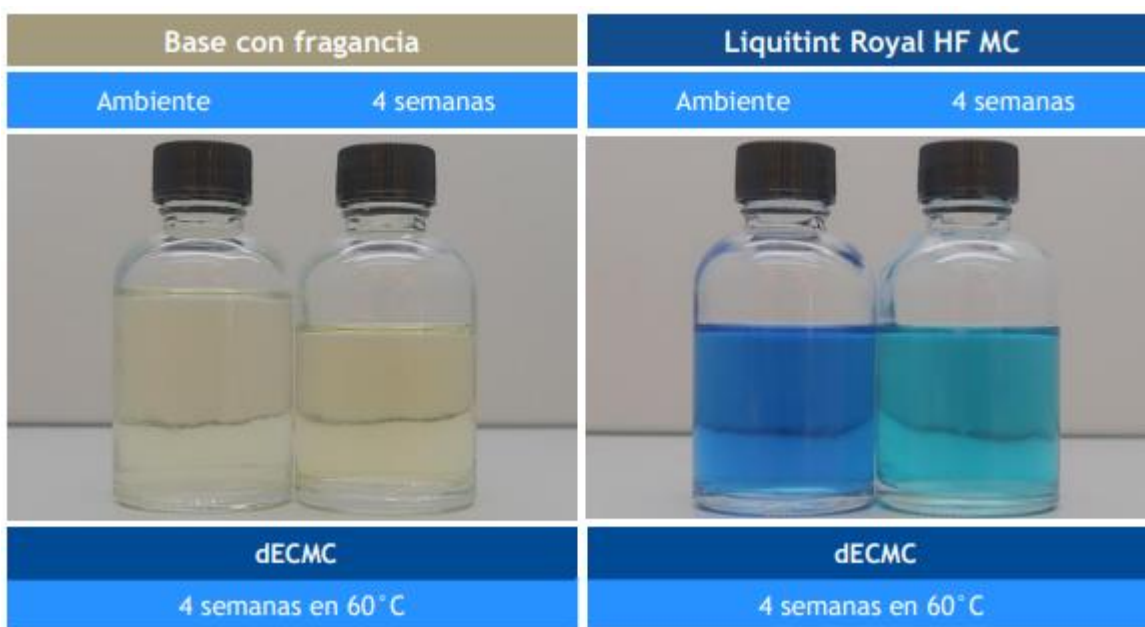 Base con fragancia
Ambiente 4 semanas
dECMC
4 semanas en 60°C
Liquitint Royal HF MC
Ambiente 4 semanas
dECMC
4 semanas en 60°C